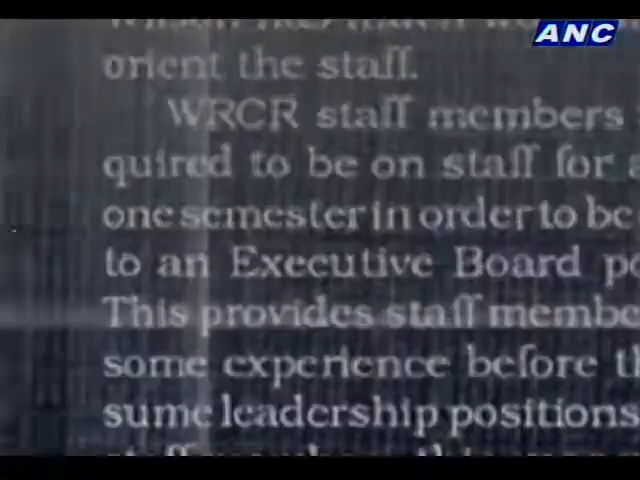 ANC
orient the staff.
WRCR staff members
quired to be on staff for a
one semester in order to be
to an Executive Board po
This provides staff membe
some experience before th
sume leadership positions